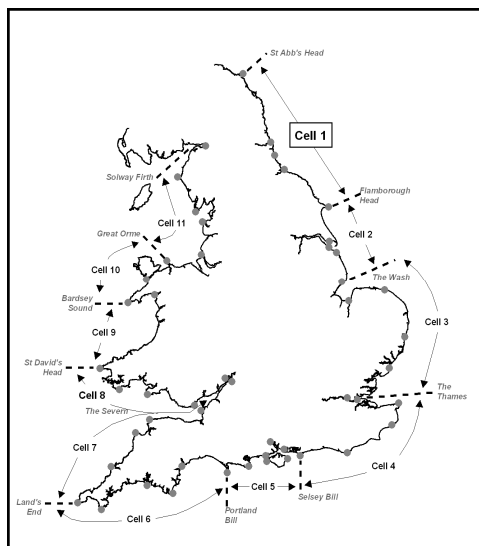 St Abb's Head
Cell 1
Solway Firth
Flamborough
Head
Great Orme
Cell 11
Cell 2
Cell 10
The Wash
Bardsey
Sound
Cell 3
Cell 9
St David's
Head
The
Thames
Cell 8
The Severn
Cell 7
Cell 4
Land's
End
Cell 6
Cell 5
Selsey Bill
Portland
Bill